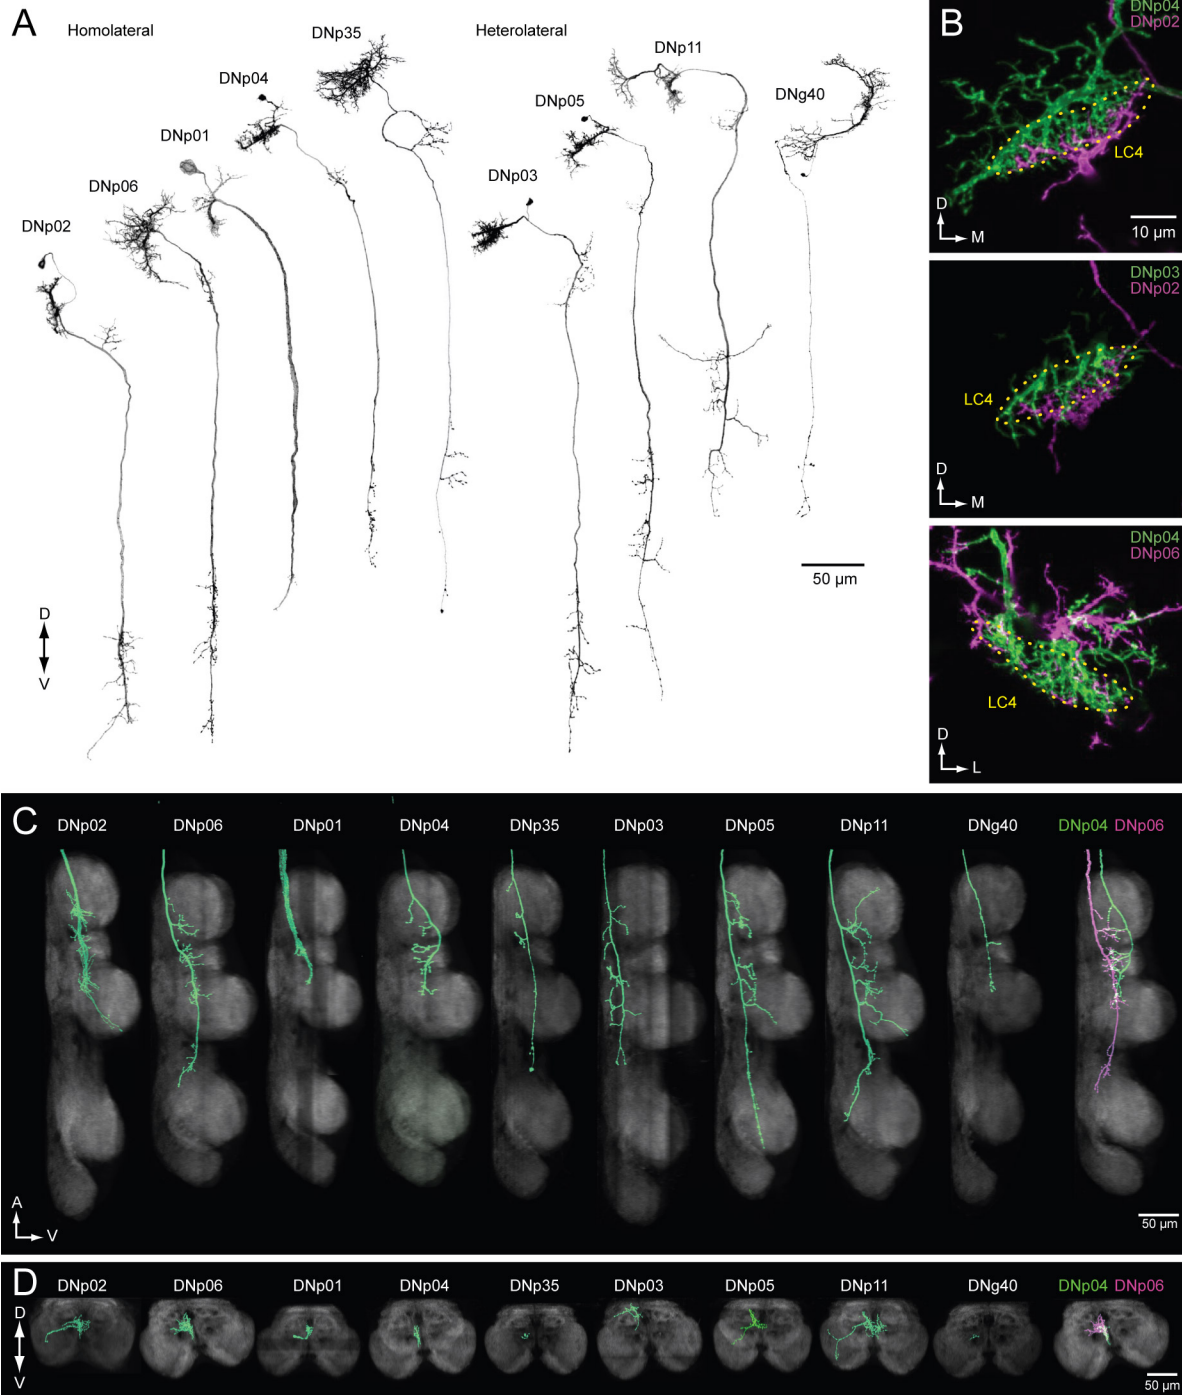 A
Homolateral
DNp35
Heterolateral
DNp11
DNp04
DNp05
DNg40
DNp01
DNp03
DNp06
DNp02
50 µm
D
V
B
DNp04
DNp02
LC4
D
M
10 µm
DNp03
DNp02
LC4
D
M
DNp04
DNp06
LC4
D
L
C
DNp02 DNp06 DNp01 DNp04 DNp35 DNp03 DNp05 DNp11 DNg40 DNp04 DNp06
A
V
50 µm
D
DNp02 DNp06 DNp01 DNp04 DNp35 DNp03 DNp05 DNp11 DNg40 DNp04 DNp06
D
V
50 µm